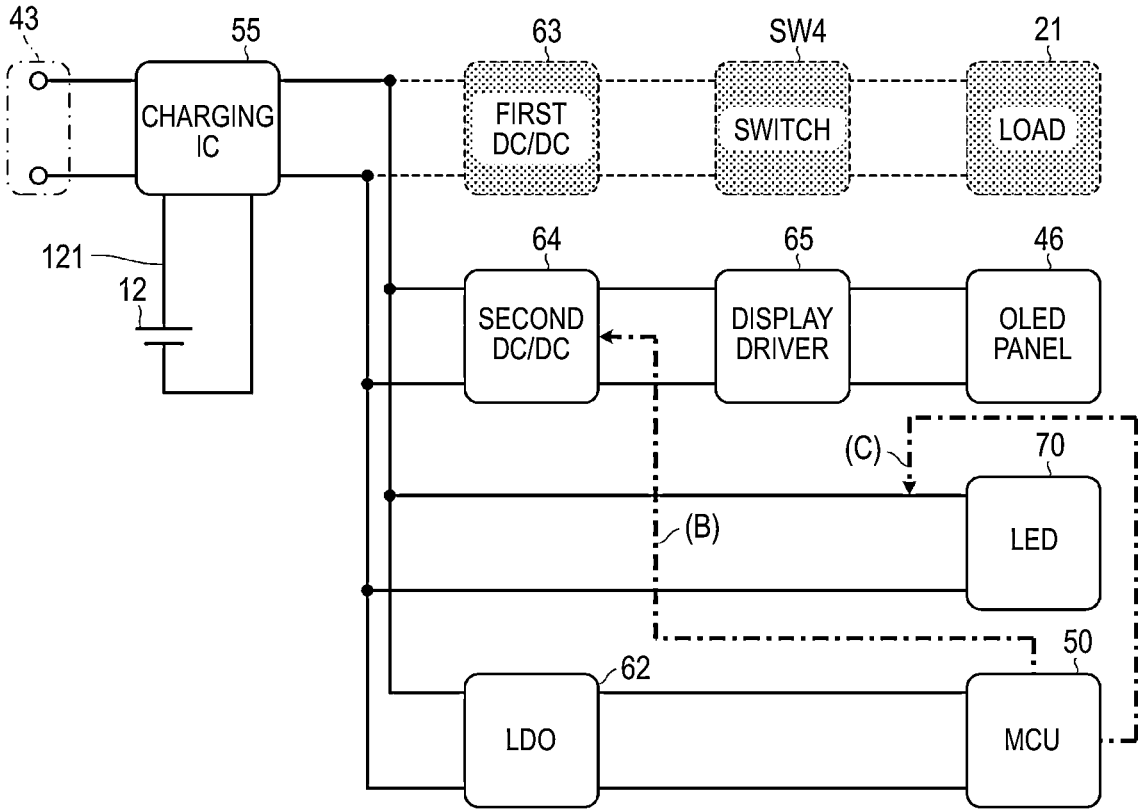 43
55
63
SW4
21
CHARGING
IC
FIRST
DC/DC
SWITCH
LOAD
121
12
64
65
46
SECOND
DC/DC
DISPLAY
DRIVER
OLED
PANEL
(C)
70
(B)
LED
62
50
LDO
MCU